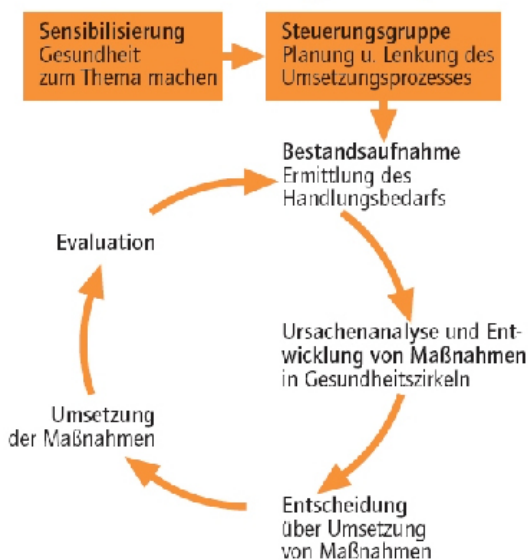 Sensibilisierung
Gesundheit
zum Thema machen
Steuerungsgruppe
Planung u. Lenkung des
Umsetzungsprozesses
Bestandsaufnahme
Ermittlung des
Handlungsbedarfs
Ursachenanalyse und Ent-
wicklung von Maßnahmen
in Gesundheitszirkeln
Entscheidung
über Umsetzung
von Maßnahmen
Umsetzung
der Maßnahmen
Evaluation